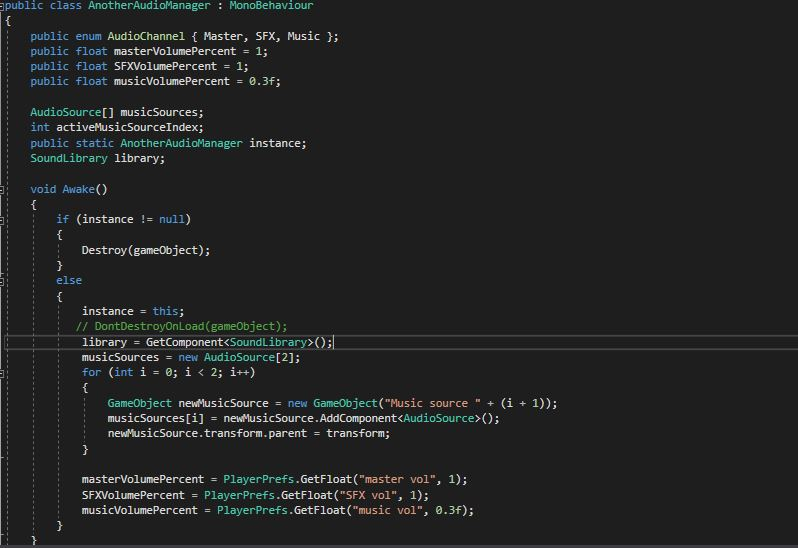 public class AnotherAudioManager : MonoBehaviour
{
    public enum AudioChannel { Master, SFX, Music };
    public float masterVolumePercent = 1;
    public float SFXVolumePercent = 1;
    public float musicVolumePercent = 0.3f;

    AudioSource[] musicSources;
    int activeMusicSourceIndex;
    public static AnotherAudioManager instance;
    SoundLibrary library;

    void Awake()
    {
        if (instance != null)
        {
            Destroy(gameObject);
        }
        else
        {
            instance = this;
           // DontDestroyOnLoad(gameObject);
            library = GetComponent<SoundLibrary>();
            musicSources = new AudioSource[2];
            for (int i = 0; i < 2; i++)
            {
                GameObject newMusicSource = new GameObject("Music source " + (i + 1));
                musicSources[i] = newMusicSource.AddComponent<AudioSource>();
                newMusicSource.transform.parent = transform;
            }

            masterVolumePercent = PlayerPrefs.GetFloat("master vol", 1);
            SFXVolumePercent = PlayerPrefs.GetFloat("SFX vol", 1);
            musicVolumePercent = PlayerPrefs.GetFloat("music vol", 0.3f);
        }
    }